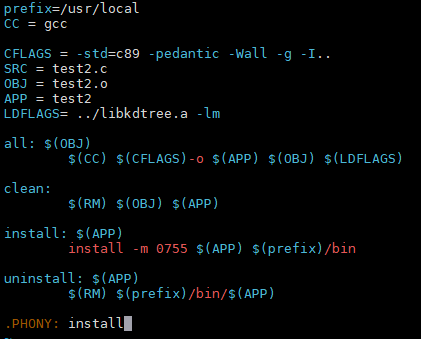 prefix=/usr/local
CC = gcc
CFLAGS = -std=c89 -pedantic -Wall -g -I..
SRC = test2.c
OBJ = test2.o
APP = test2
LDFLAGS= ../libkdtree.a -lm
all: $(OBJ)
$(CC) $(CFLAGS)-o $(APP) $(OBJ) $(LDFLAGS)
clean:
$(RM) $(OBJ) $(APP)
install: $(APP)
install -m 0755 $(APP) $(prefix)/bin
uninstall: $(APP)
$(RM) $(prefix)/bin/$(APP)
.PHONY: install